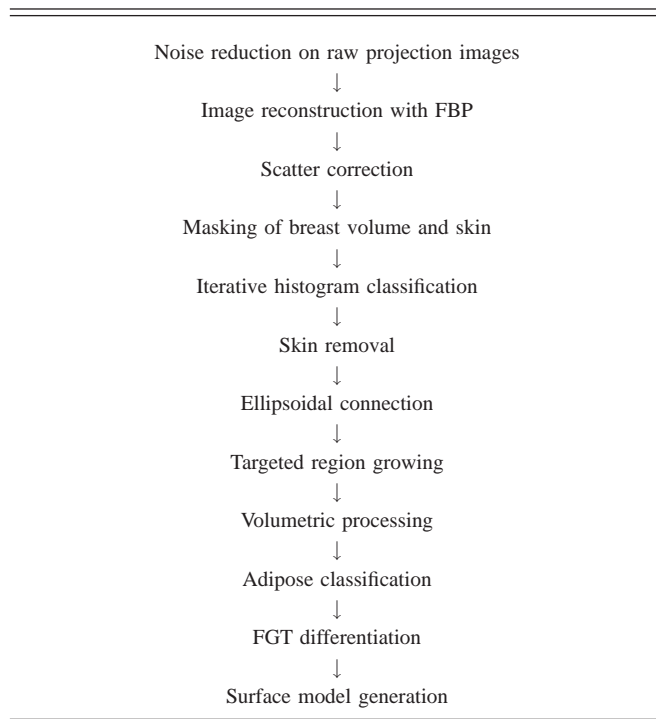 Noise reduction on raw projection images
↓
Image reconstruction with FBP
↓
Scatter correction
↓
Masking of breast volume and skin
↓
Iterative histogram classification
↓
Skin removal
↓
Ellipsoidal connection
↓
Targeted region growing
↓
Volumetric processing
↓
Adipose classification
↓
FGT differentiation
↓
Surface model generation